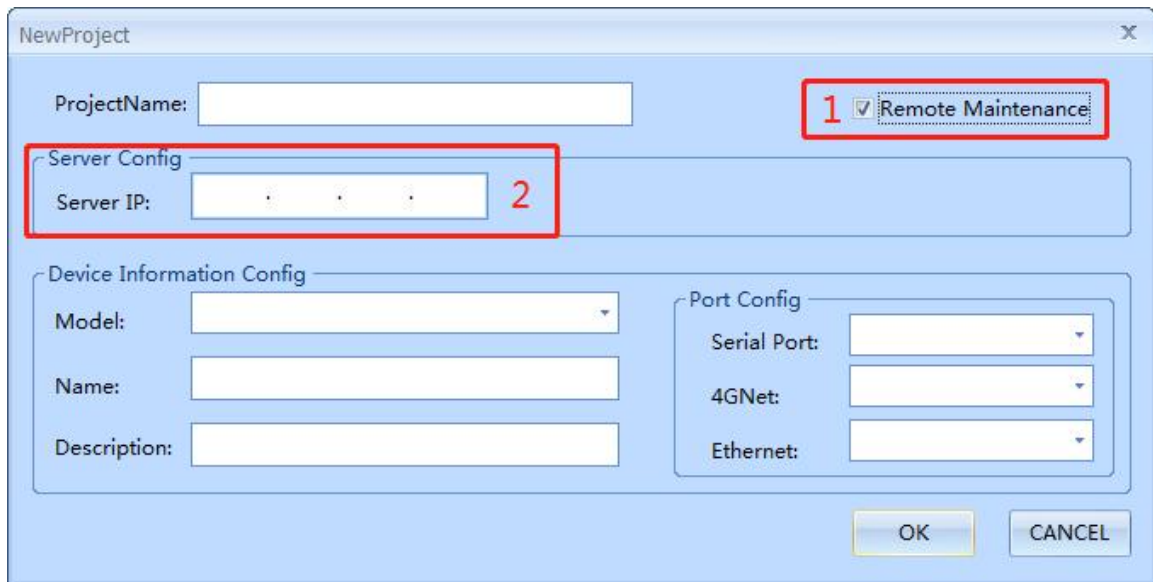 NewProject x
ProjectName:
1 Remote Maintenance
Server Config
Server IP: . . . 2
Device Information Config
Model:
Name:
Description:
Port Config
Serial Port:
4GNet:
Ethernet:
OK CANCEL